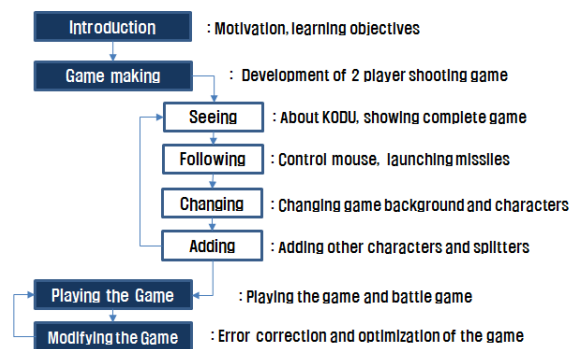 Introduction : Motivation, learning objectives
Game making : Development of 2 player shooting game
Seeing : About KODU, showing complete game
Following : Control mouse, launching missiles
Changing : Changing game background and characters
Adding : Adding other characters and splitters
Playing the Game : Playing the game and battle game
Modifying the Game : Error correction and optimization of the game